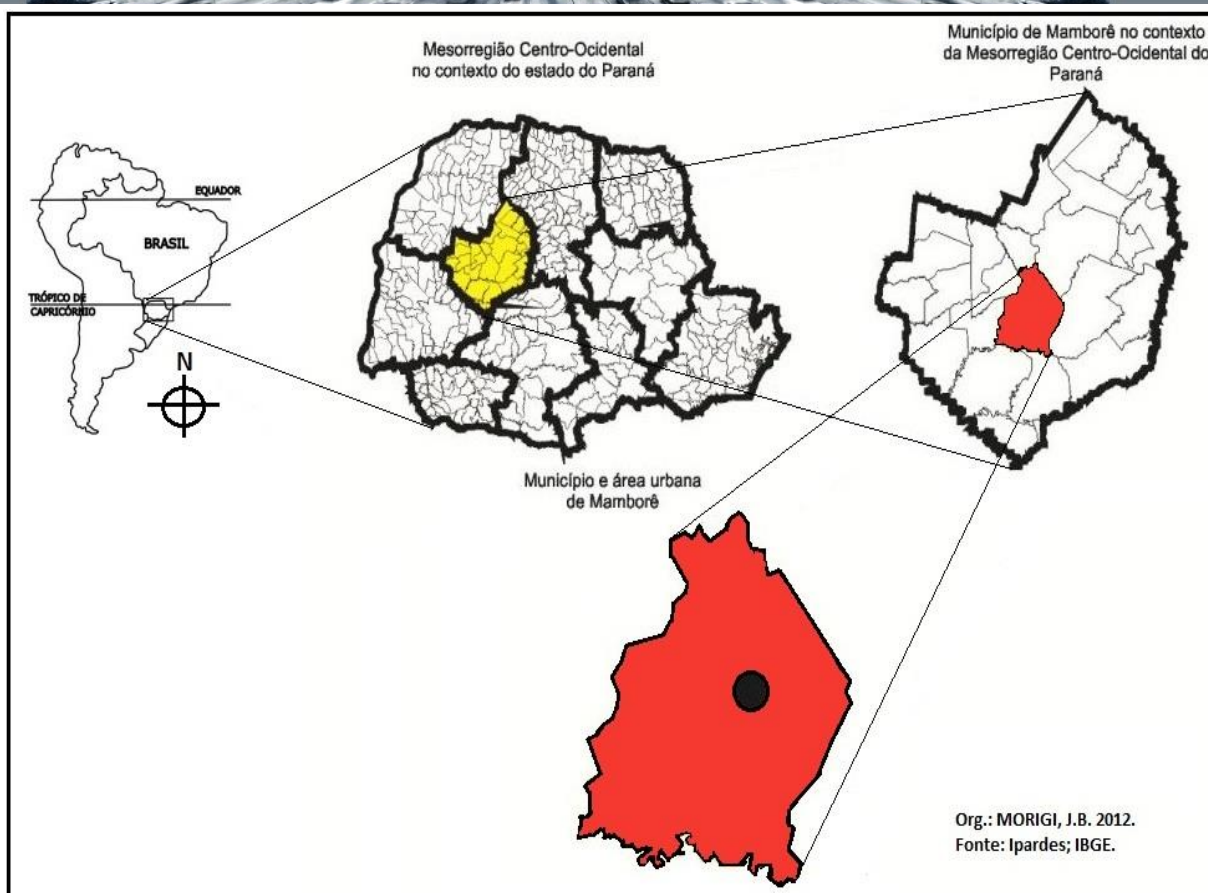 Mesorregião Centro-Ocidental
no contexto do estado do Paraná
Município de Mamborê no contexto
da Mesorregião Centro-Ocidental do
Paraná
EQUADOR
BRASIL
TRÓPICO DE
CAPRICÓRNIO
N
Município e área urbana
de Mamborê
Org.: MORIGI, J.B. 2012.
Fonte: Ipardes; IBGE.